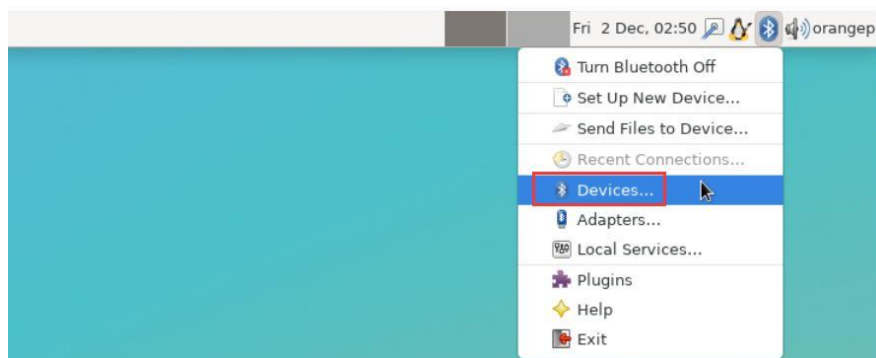 Fri 2 Dec, 02:50 orangep
Turn Bluetooth Off
Set Up New Device...
Send Files to Device...
Recent Connections...
Devices...
Adapters...
Local Services...
Plugins
Help
Exit